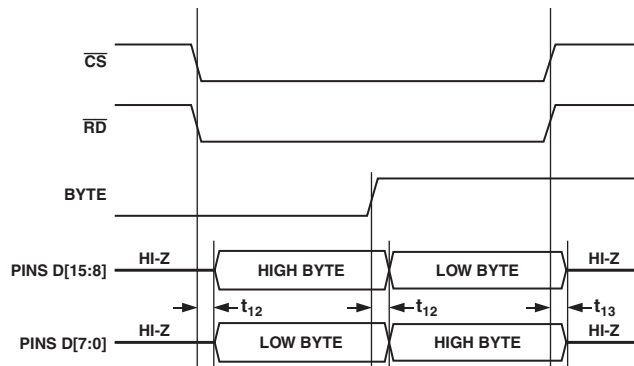 CS
RD
BYTE
PINS D[15:8] HI-Z HIGH BYTE LOW BYTE HI-Z
t12 t12 t13
PINS D[7:0] HI-Z LOW BYTE HIGH BYTE HI-Z